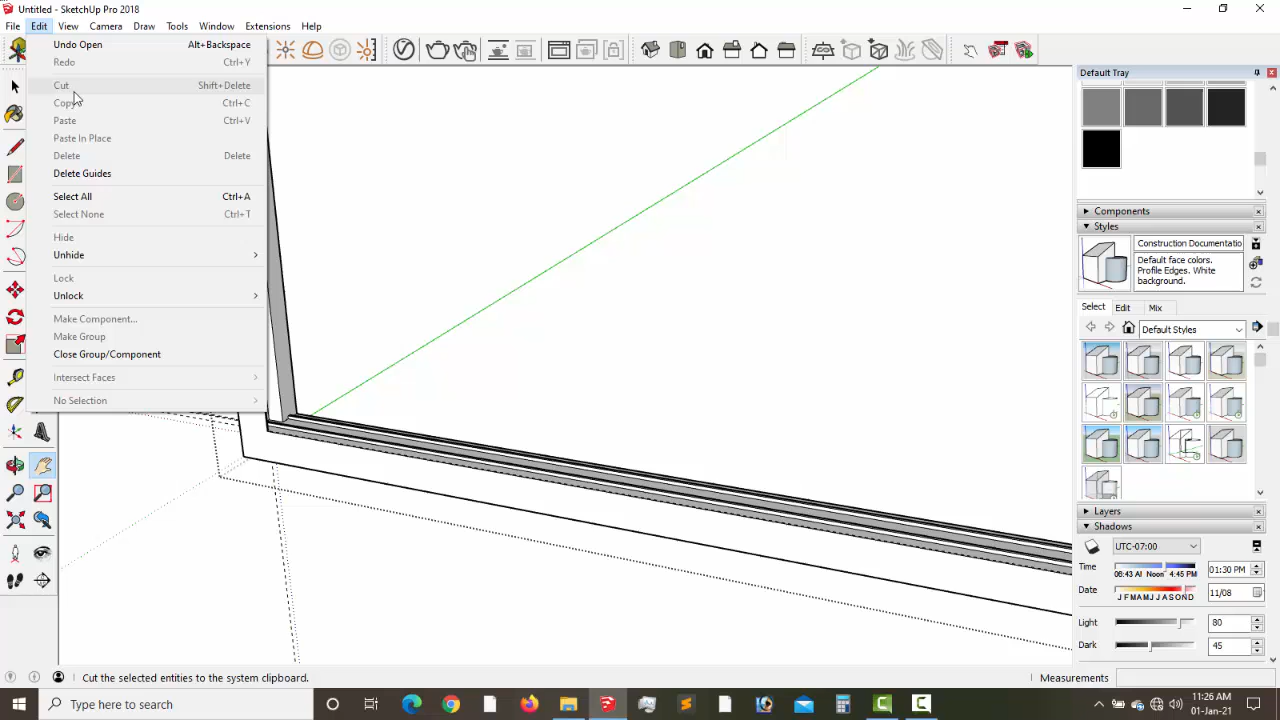 Untitled - SketchUp Pro 2018
File Edit View Camera Draw Tools Window Extensions Help
Undo Open Alt+Backspace
Redo Ctrl+Y
Cut Shift+Delete
Copy Ctrl+C
Paste Ctrl+V
Paste In Place
Delete Delete
Delete Guides
Select All Ctrl+A
Select None Ctrl+T
Hide
Unhide
Lock
Unlock
Make Component...
Make Group
Close Group/Component
Intersect Faces
No Selection
Default Tray
Components
Styles
Construction Documentatio
Default face colors.
Profile Edges. White
background.
Select Edit Mix
Default Styles
Layers
Shadows
UTC-07:00
Time 06:43 AM Noon 4:45 PM 01:30 PM
Date J F M A M J J A S O N D 11/08
Light 80
Dark 45
Cut the selected entities to the system clipboard. Measurements
Type here to search
11:26 AM
01-Jan-21